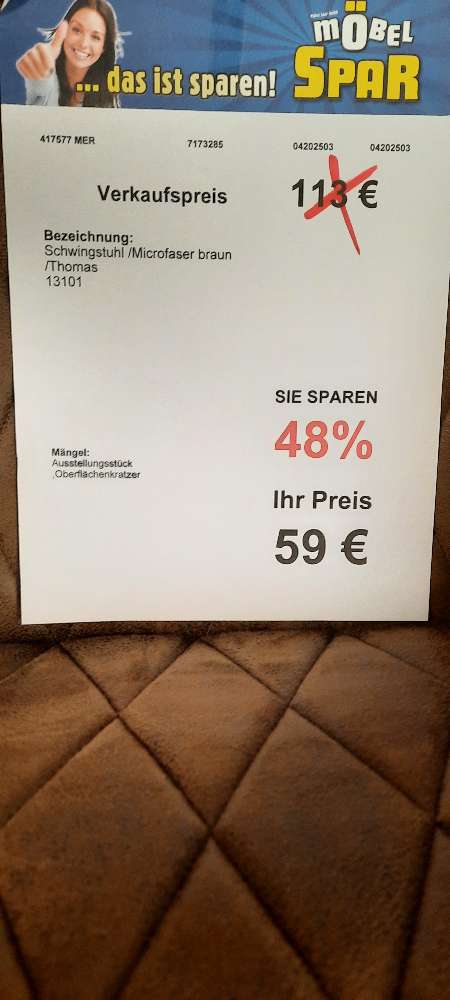 MÖBEL
... das ist sparen! SPAR
417577 MER 7173285 04202503 04202503
Verkaufspreis 113 €
Bezeichnung:
Schwingstuhl /Microfaser braun
/Thomas
13101
SIE SPAREN
48%
Mängel:
Ausstellungsstück
,Oberflächenkratzer
Ihr Preis
59 €